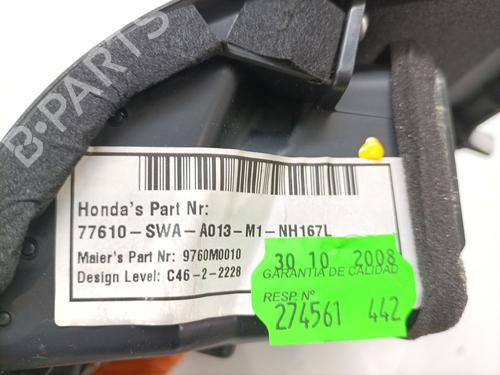 B-PARTS
Honda's Part Nr:
77610-SWA-A013-M1-NH167L
Maier's Part Nr: 9760M0010
Design Level: C46-2-2228
30 10 2008
GARANTIA DE CALIDAD
RESP. Nº
274561 442